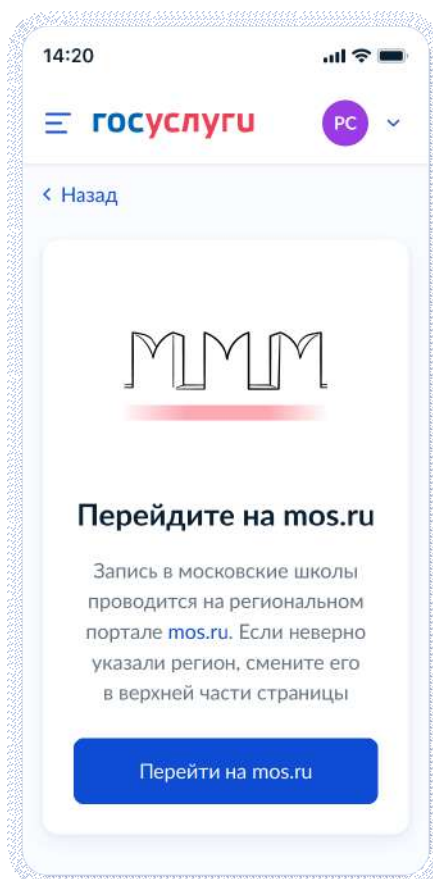 14:20
госуслуги
РС
Назад
Перейдите на mos.ru
Запись в московские школы
проводится на региональном
портале mos.ru. Если неверно
указали регион, смените его
в верхней части страницы
Перейти на mos.ru